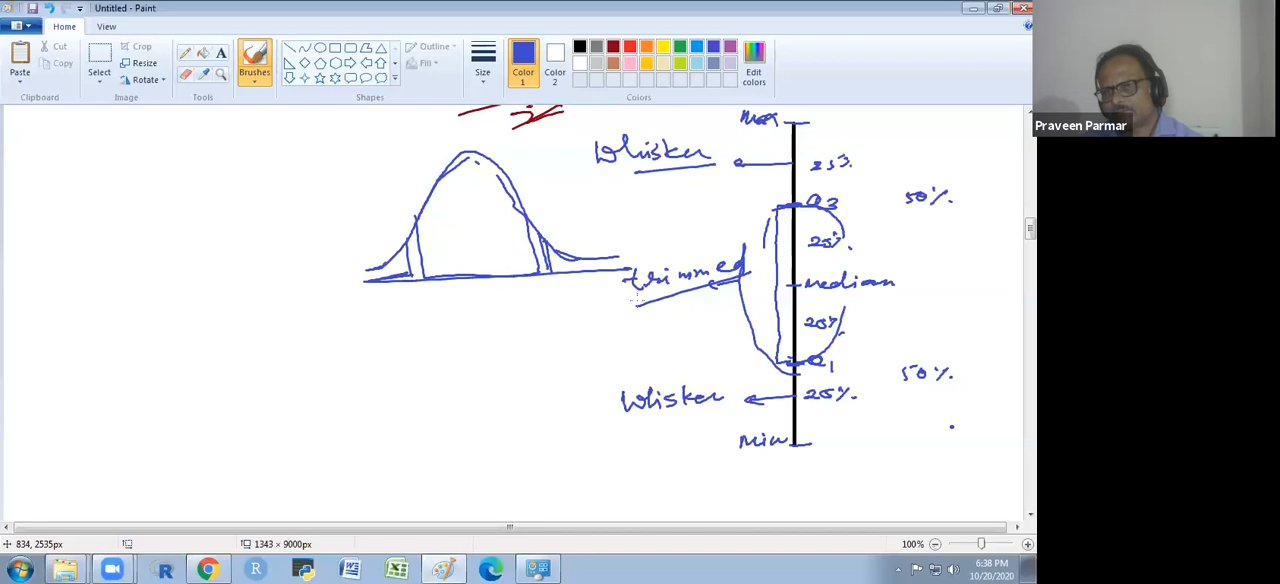 Untitled - Paint
Home
View
Paste
Cut
Copy
Clipboard
Select
Crop
Resize
Rotate
Image
Tools
Brushes
Shapes
Outline
Fill
Size
Color 1
Color 2
Colors
Edit colors
Praveen Parmar
Max
Whisker
25%
Q3
50%
25%
trimmed
median
25%
Q1
50%
Whisker
25%
Min
834, 2535px
1343 × 9000px
100%
6:38 PM
10/20/2020